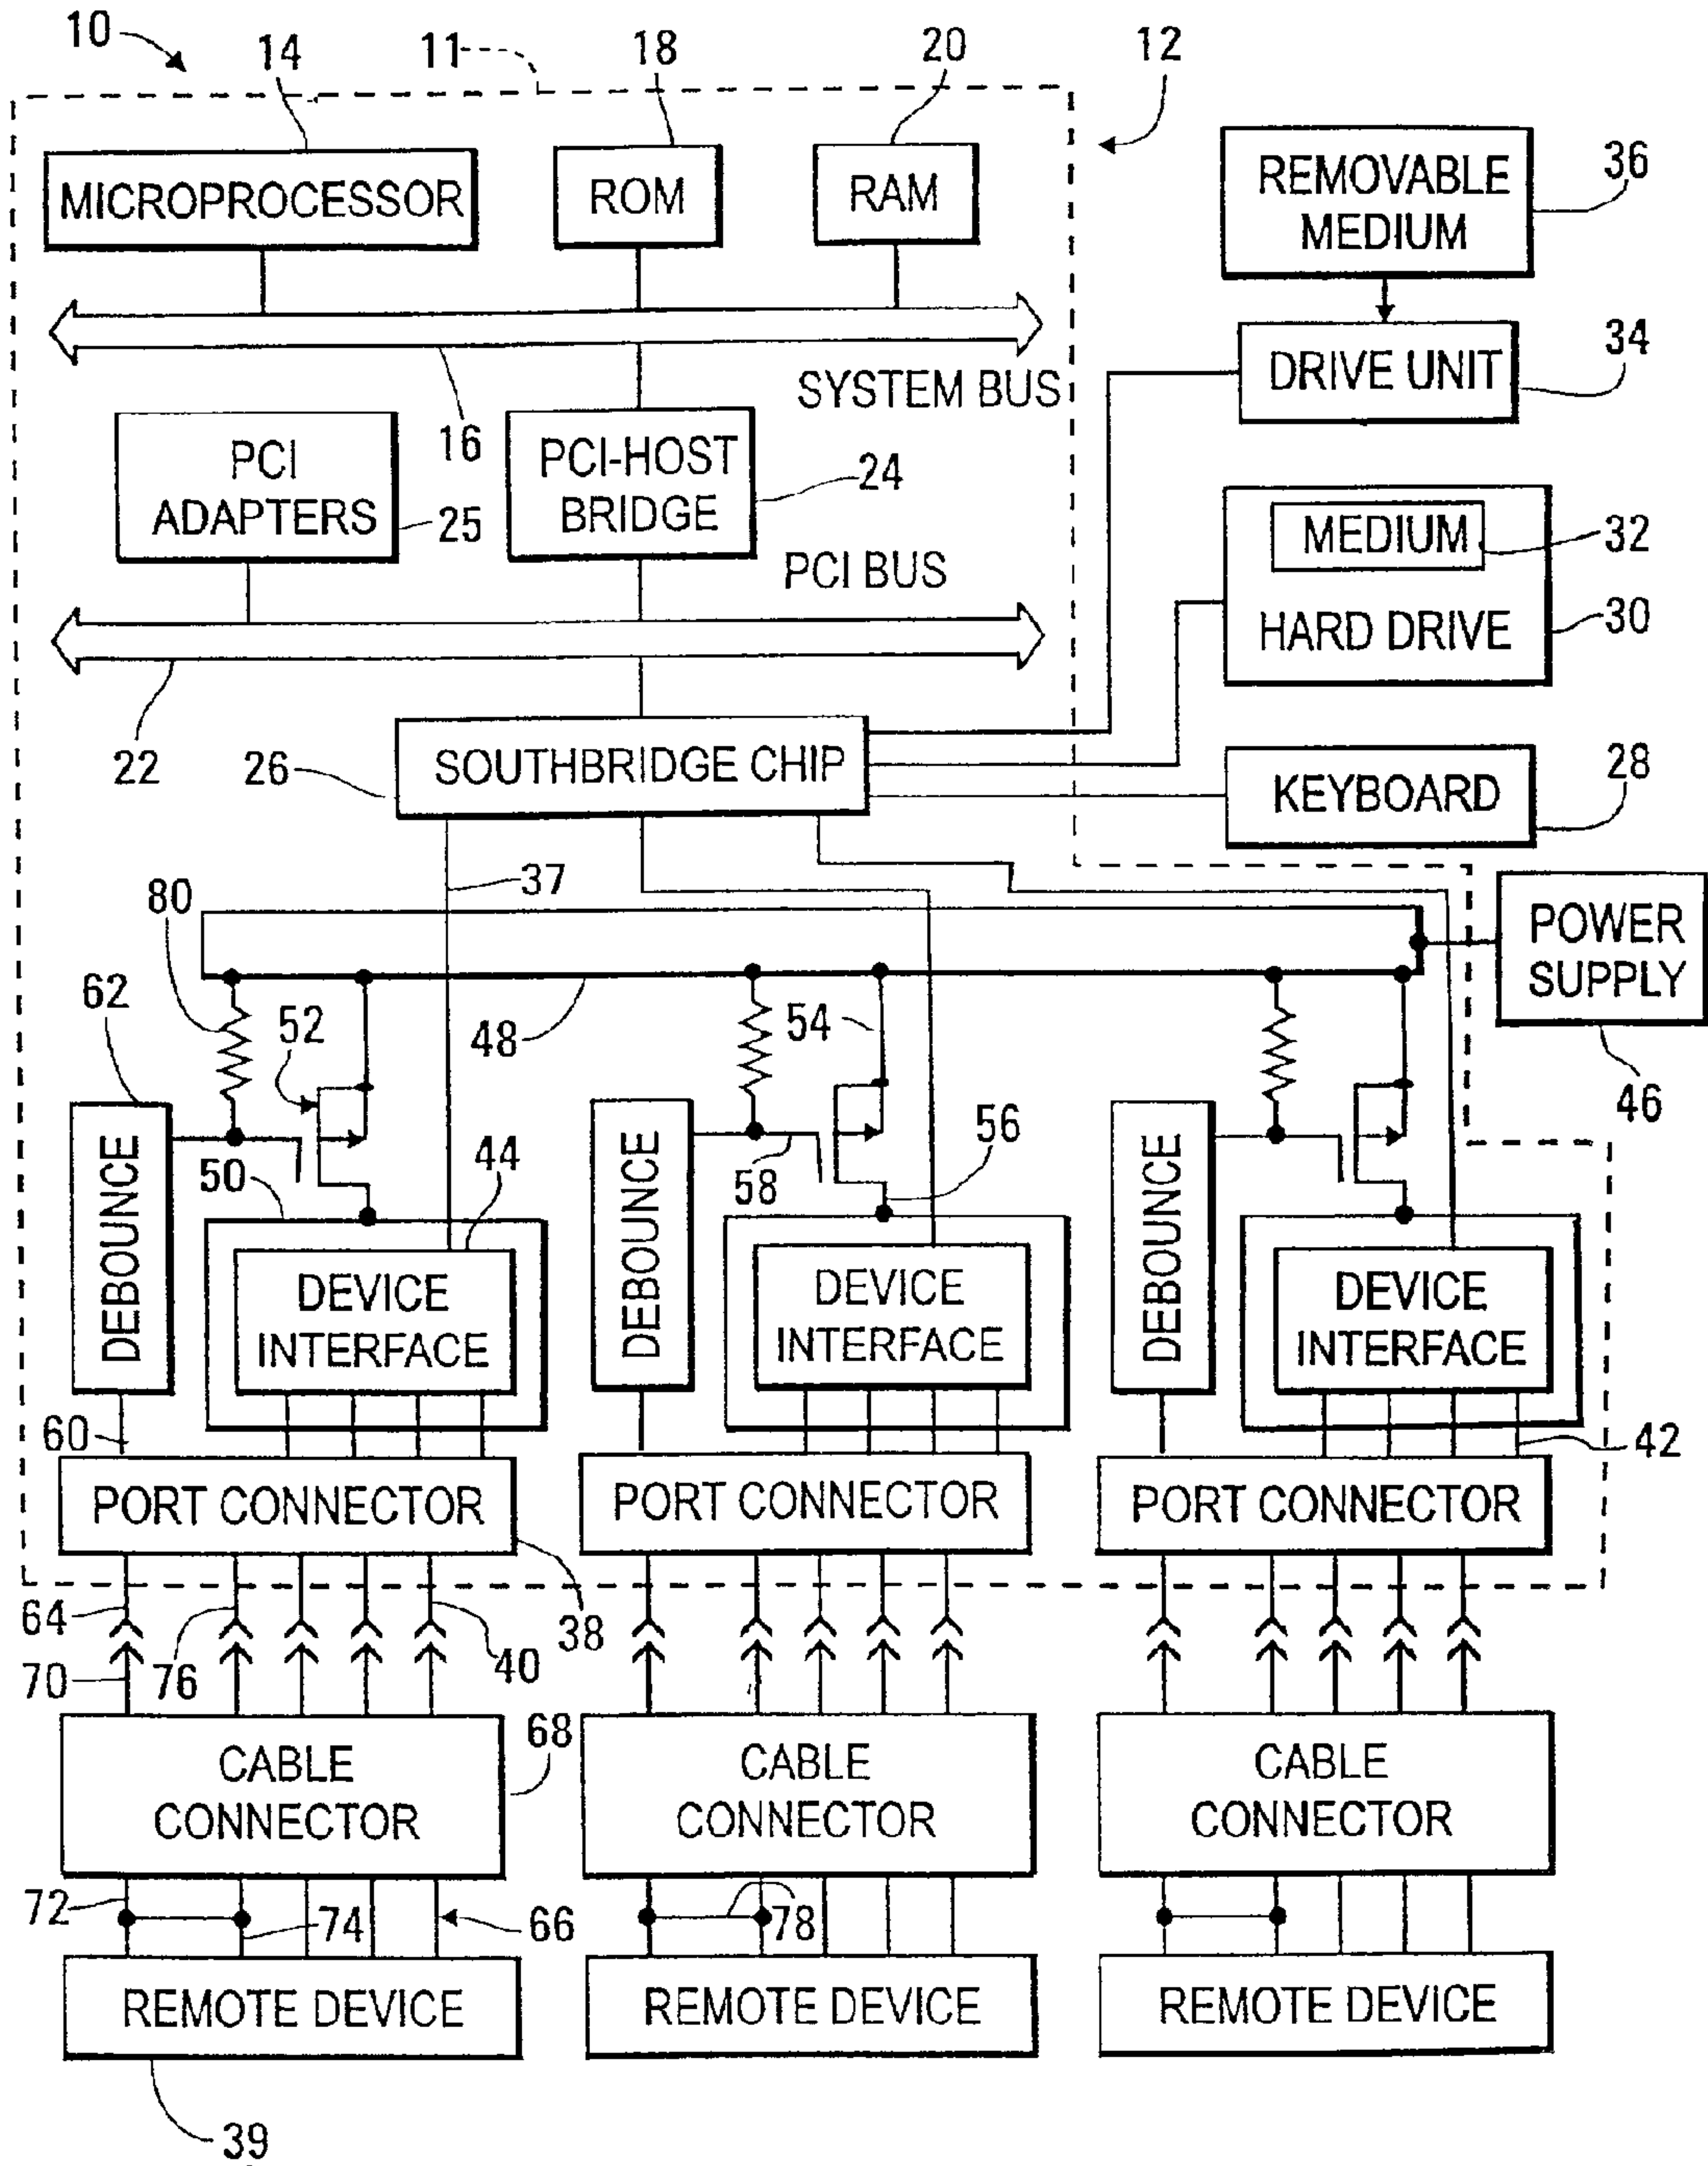 10
14
11
18
20
12
MICROPROCESSOR
ROM
RAM
REMOVABLE
MEDIUM
36
SYSTEM BUS
16
DRIVE UNIT
34
PCI
ADAPTERS
25
PCI-HOST
BRIDGE
24
PCI BUS
MEDIUM
32
HARD DRIVE
30
22
26
SOUTHBRIDGE CHIP
KEYBOARD
28
37
80
POWER
SUPPLY
46
62
52
48
54
50
44
58
56
DEBOUNCE
DEVICE
INTERFACE
DEBOUNCE
DEVICE
INTERFACE
DEBOUNCE
DEVICE
INTERFACE
60
42
PORT CONNECTOR
PORT CONNECTOR
PORT CONNECTOR
64
38
70
76
40
CABLE
CONNECTOR
68
CABLE
CONNECTOR
CABLE
CONNECTOR
72
74
66
78
REMOTE DEVICE
REMOTE DEVICE
REMOTE DEVICE
39